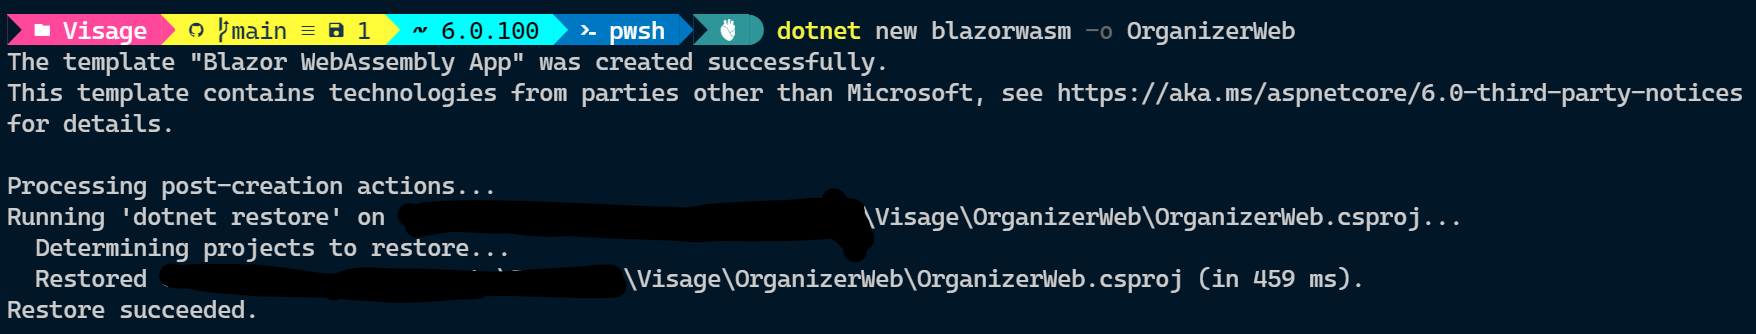 Visage main ≡ 1 ~ 6.0.100 pwsh dotnet new blazorwasm -o OrganizerWeb
The template "Blazor WebAssembly App" was created successfully.
This template contains technologies from parties other than Microsoft, see https://aka.ms/aspnetcore/6.0-third-party-notices
for details.
Processing post-creation actions...
Running 'dotnet restore' on \Visage\OrganizerWeb\OrganizerWeb.csproj...
Determining projects to restore...
Restored \Visage\OrganizerWeb\OrganizerWeb.csproj (in 459 ms).
Restore succeeded.